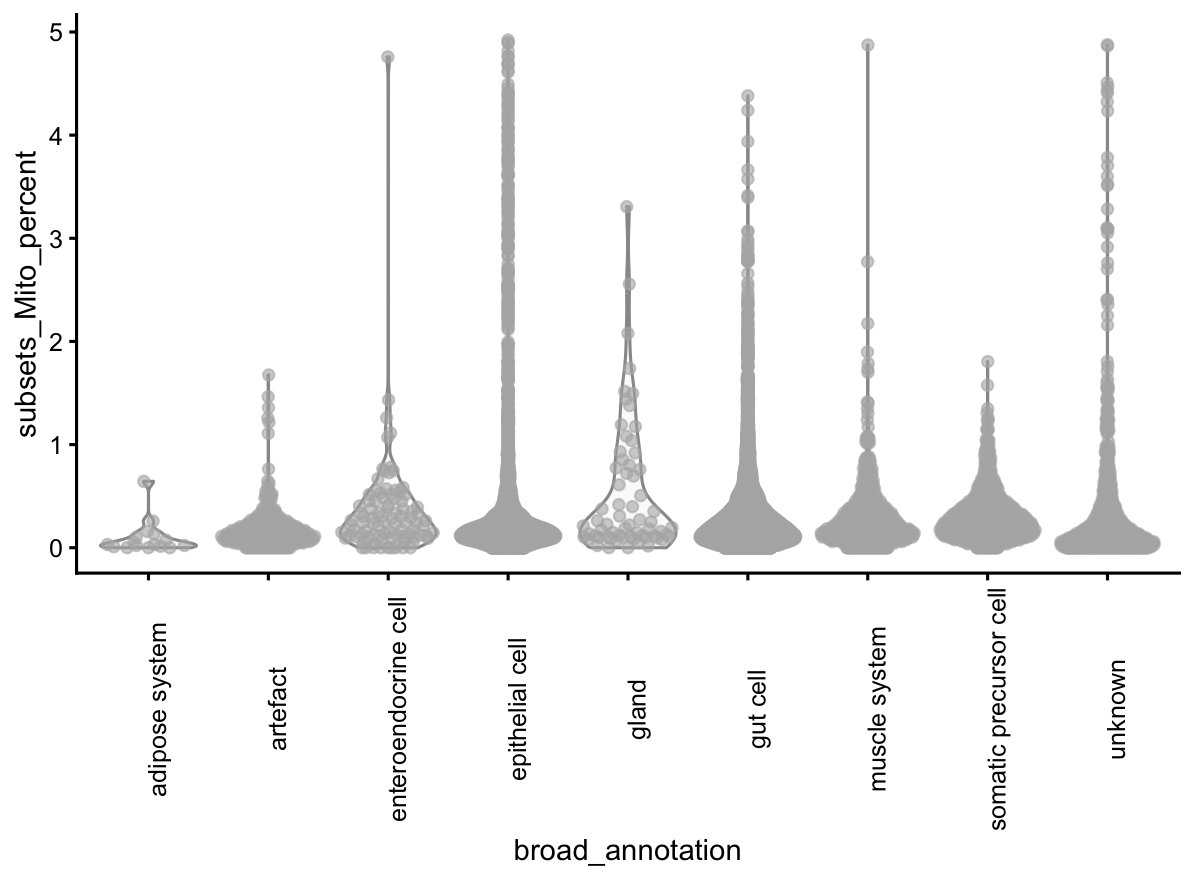 subsets_Mito_percent
5
4
3
2
1
0
adipose system
artefact
enteroendocrine cell
epithelial cell
gland
gut cell
muscle system
somatic precursor cell
unknown
broad_annotation